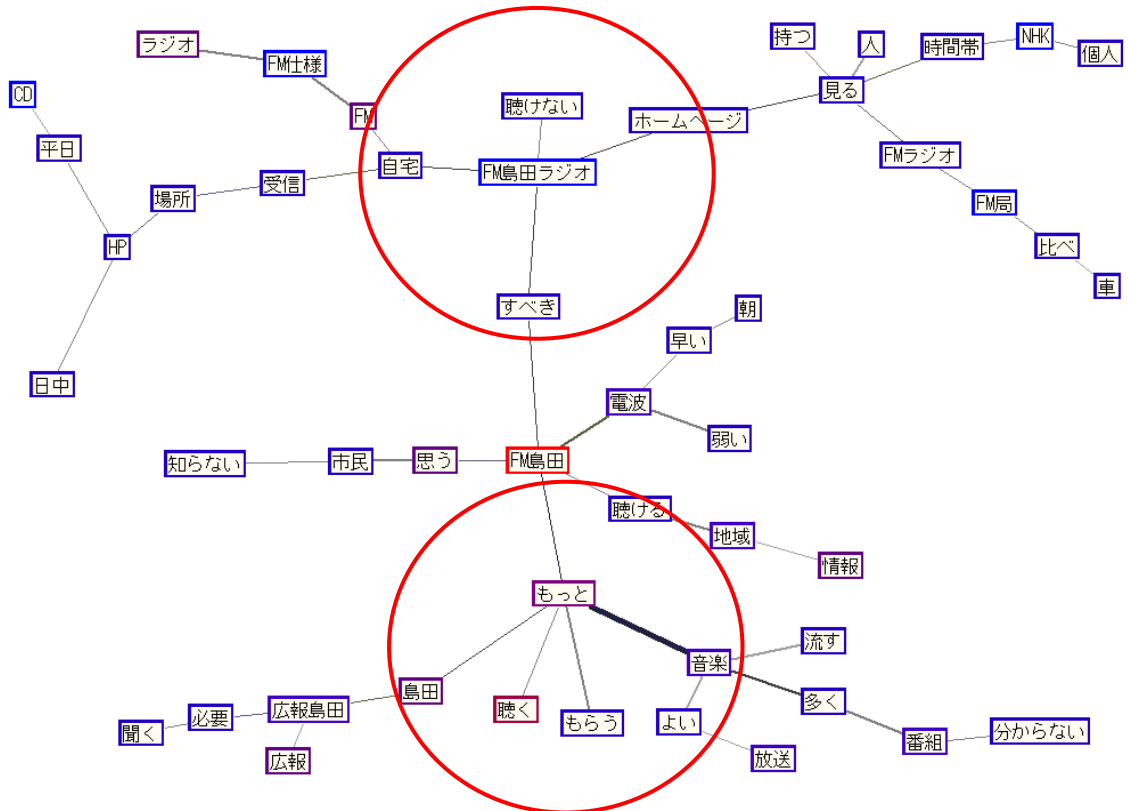 ラジオ
FM仕様
FM
CD
平日
HP
日中
場所
受信
自宅
聴けない
FM島田ラジオ
ホームページ
すべき
持つ
人
時間帯
NHK
個人
見る
FMラジオ
FM局
比べ
車
朝
早い
電波
弱い
知らない
市民
思う
FM島田
聴ける
地域
情報
もっと
音楽
流す
多く
番組
分からない
よい
放送
もらう
聴く
島田
広報島田
必要
聞く
広報